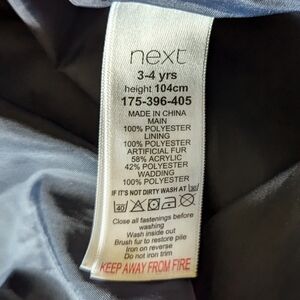 next
3-4 yrs
height 104cm
175-396-405
MADE IN CHINA
MAIN
100% POLYESTER
LINING
100% POLYESTER
ARTIFICIAL FUR
58% ACRYLIC
42% POLYESTER
WADDING
100% POLYESTER
IF IT'S NOT DIRTY WASH AT 30
40
Close all fastenings before
washing
Wash inside out
Brush fur to restore pile
Iron on reverse
Do not iron trim
KEEP AWAY FROM FIRE